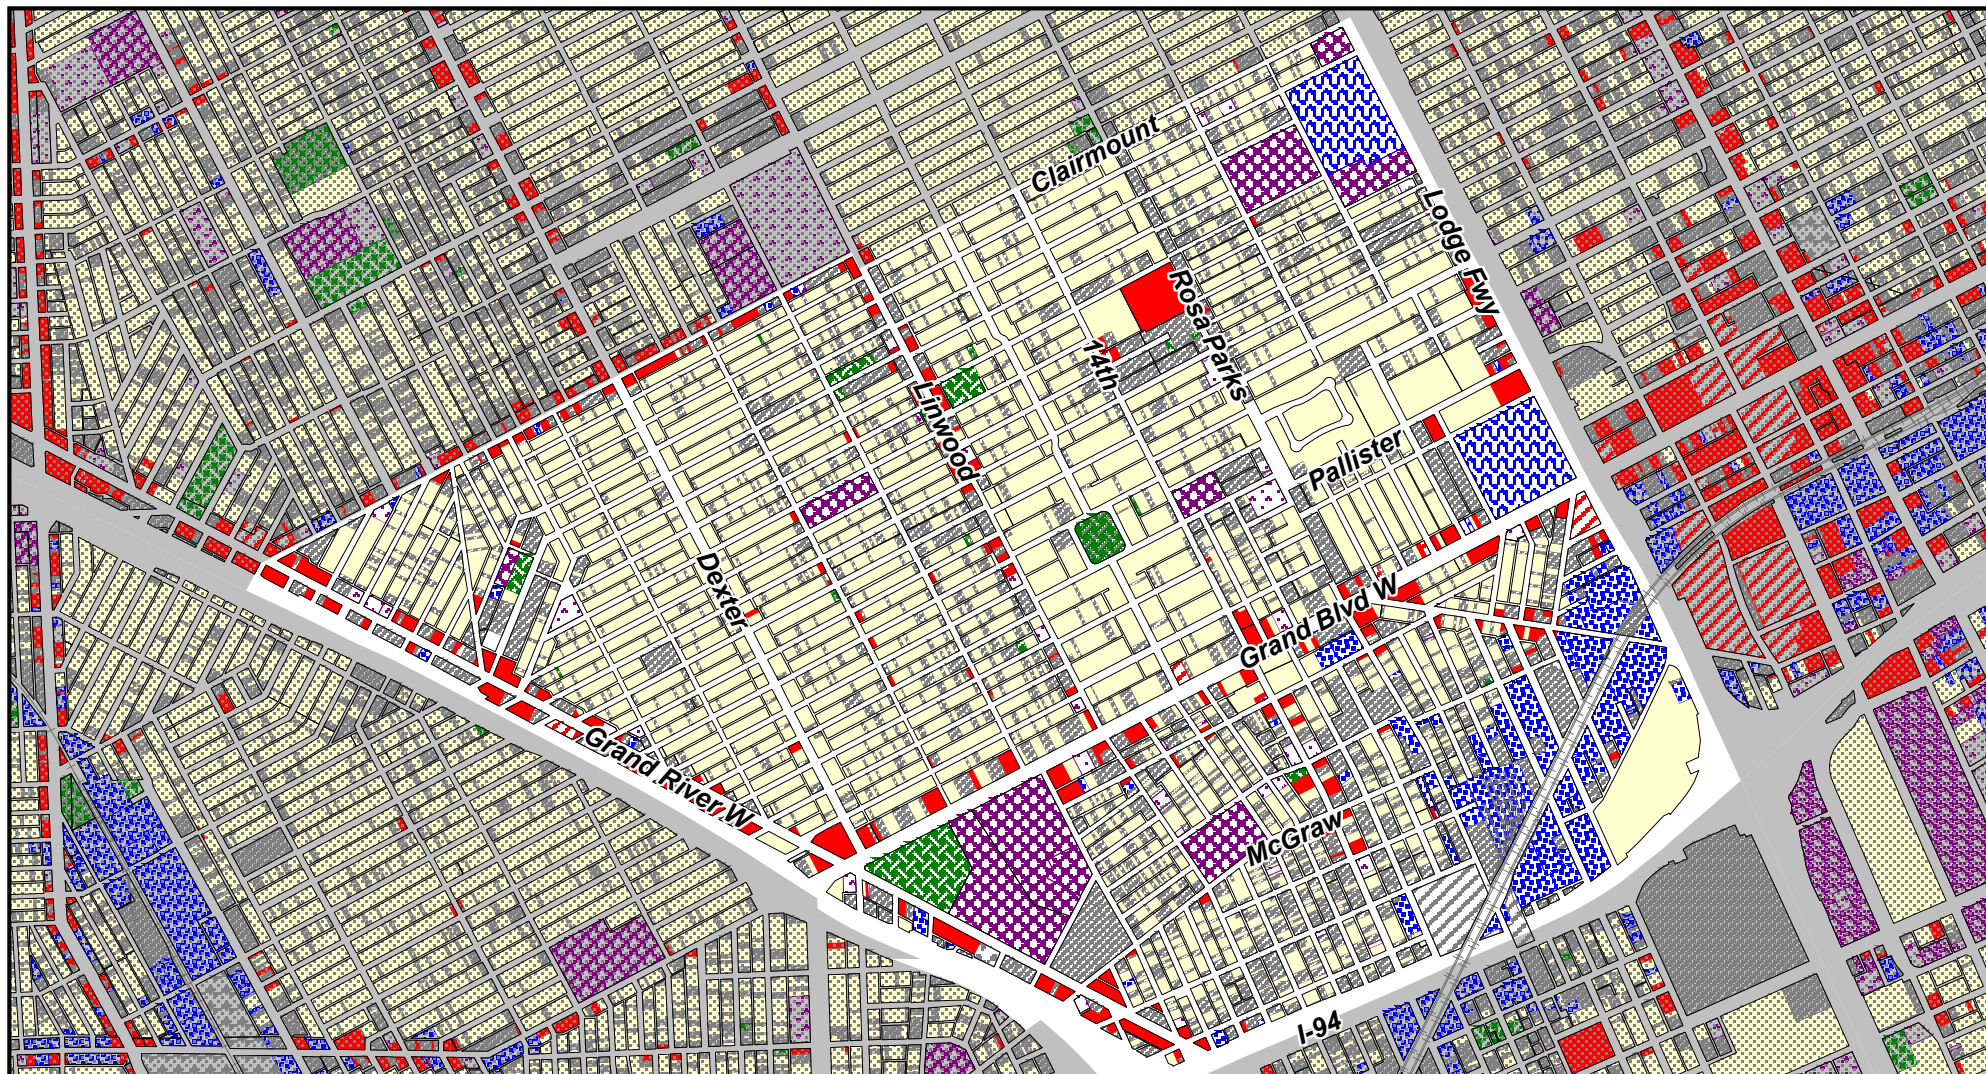 Clairmount
Lodge Fwy
Rosa Parks
14th
Linwood
Pallister
Dexter
Grand Blvd W
Grand River W
McGraw
I-94